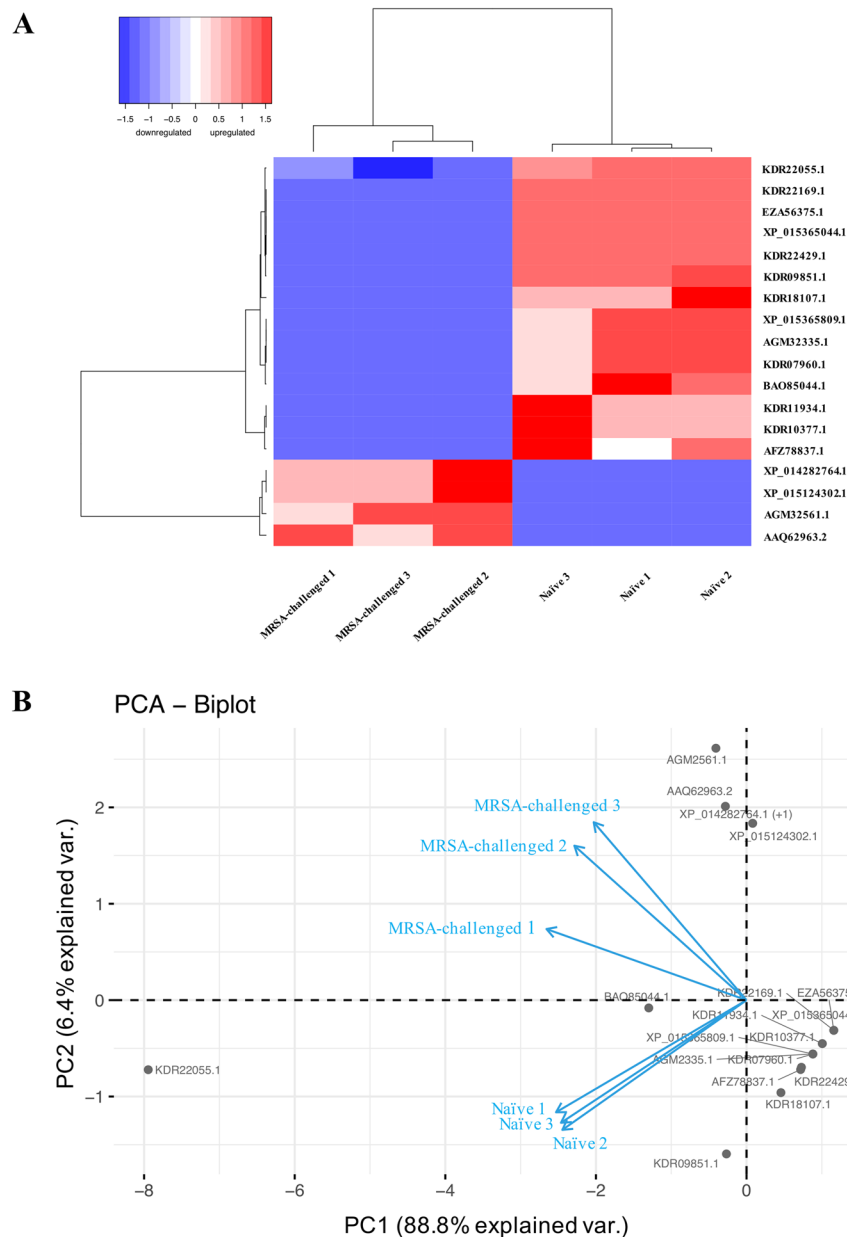 A
-1.5 -1 -0.5 0 0.5 1 1.5
downregulated upregulated
KDR22055.1
KDR22169.1
EZA56375.1
XP_015365044.1
KDR22429.1
KDR09851.1
KDR18107.1
XP_015365809.1
AGM32335.1
KDR07960.1
BAO85044.1
KDR11934.1
KDR10377.1
AFZ78837.1
XP_014282764.1
XP_015124302.1
AGM32561.1
AAQ62963.2
MRSA-challenged 1
MRSA-challenged 3
MRSA-challenged 2
Naïve 3
Naïve 1
Naïve 2
B
PCA – Biplot
AGM2561.1
AAQ62963.2
XP_014282764.1 (+1)
XP_015124302.1
MRSA-challenged 3
MRSA-challenged 2
MRSA-challenged 1
BAO85044.1
KDR22169.1
EZA56375
KDR11934.1
XP_015365044
XP_015365809.1
KDR10377.1
AGM2335.1
KDR07960.1
AFZ78837.1
KDR22429
KDR18107.1
KDR22055.1
KDR09851.1
Naïve 1
Naïve 3
Naïve 2
2
1
0
−1
PC2 (6.4% explained var.)
−8 −6 −4 −2 0
PC1 (88.8% explained var.)